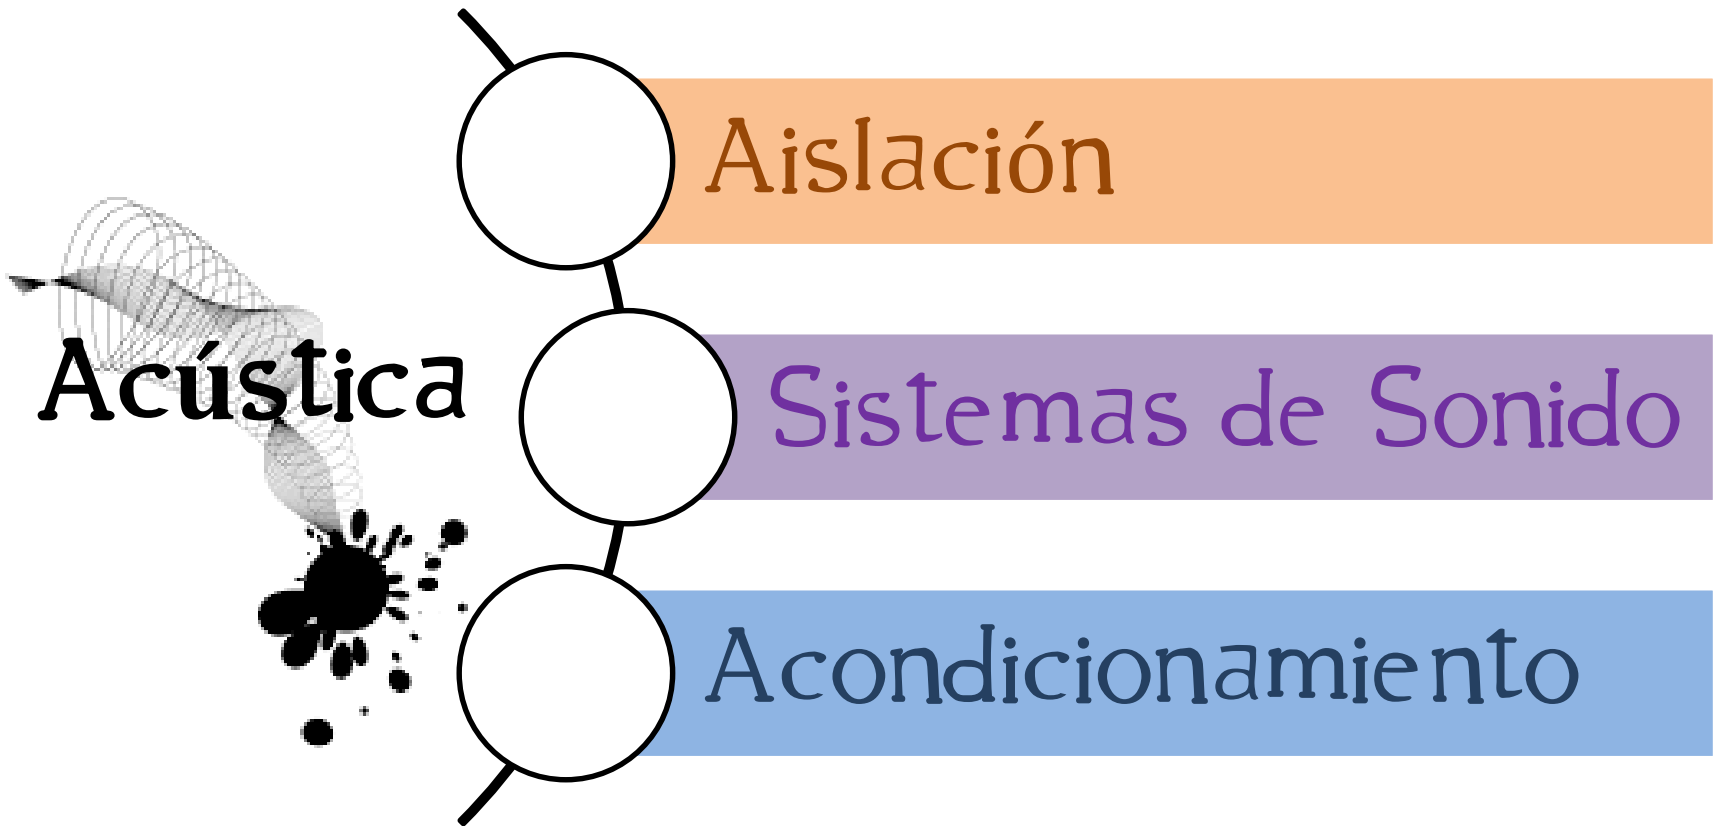 Acústica
Aislación
Sistemas de Sonido
Acondicionamiento